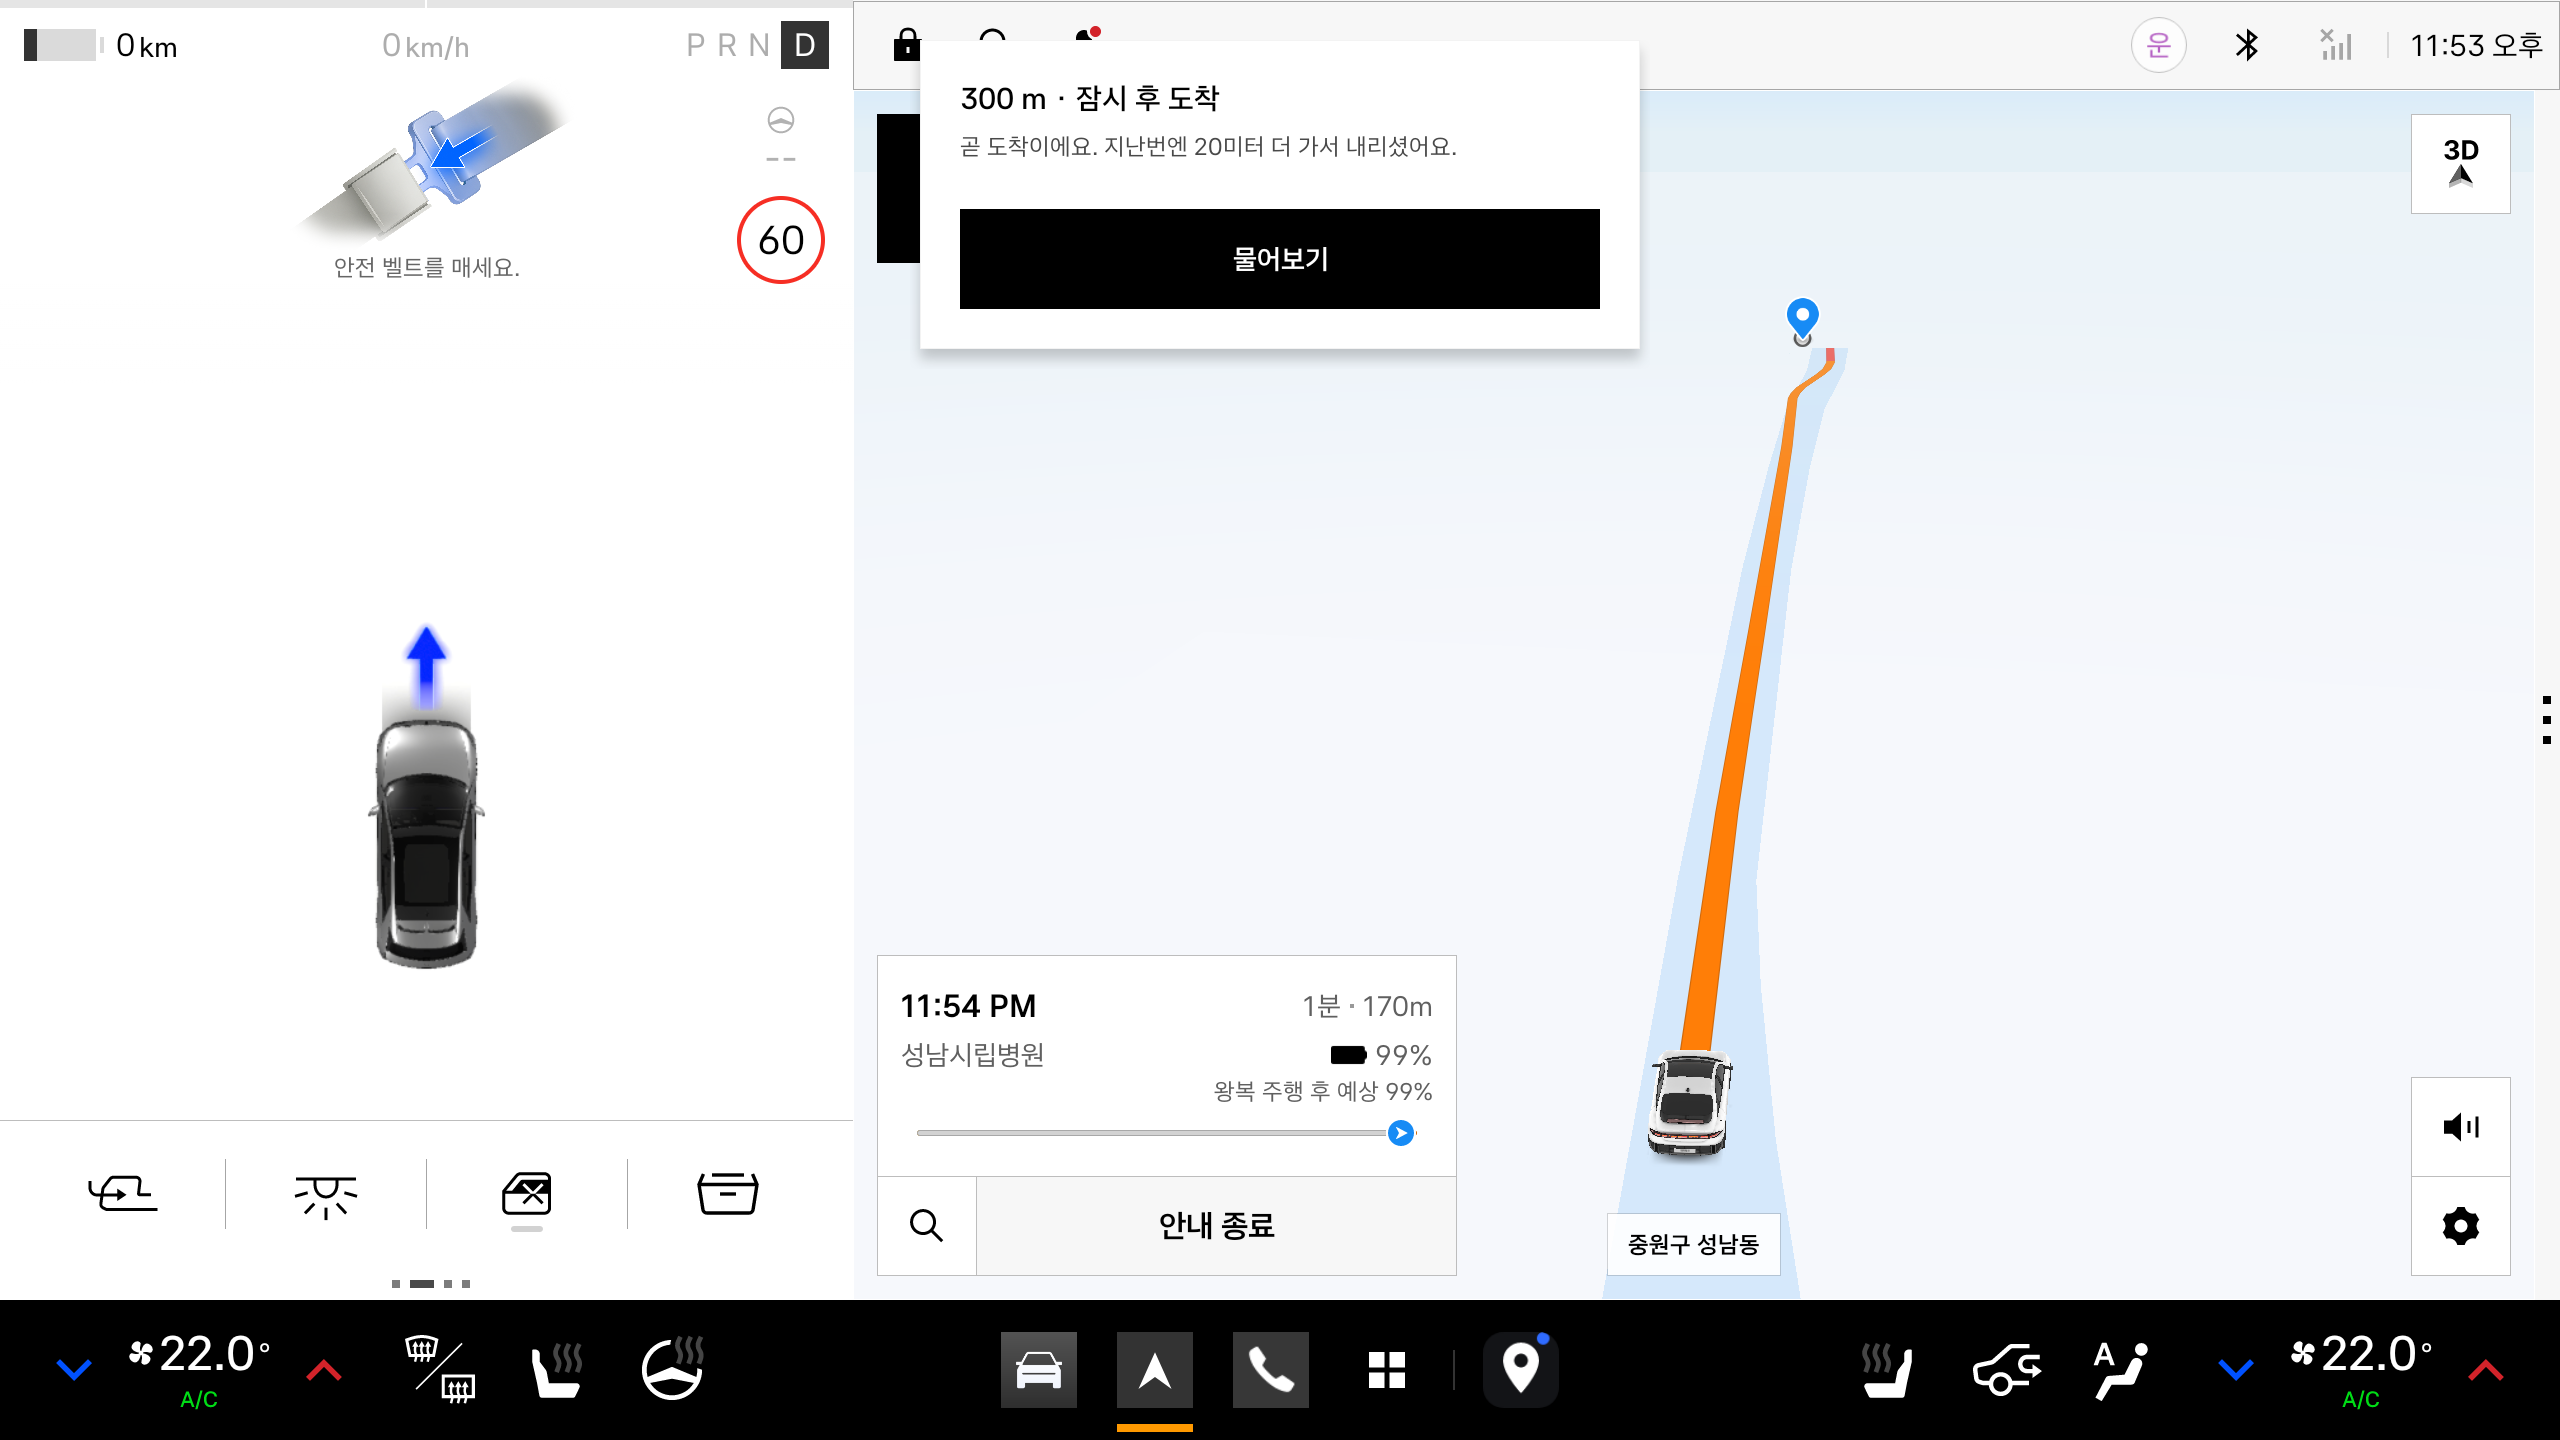 0 km
0 km/h
P R N D
운
11:53 오후
300 m · 잠시 후 도착
곧 도착이에요. 지난번엔 20미터 더 가서 내리셨어요.
물어보기
3D
--
60
안전 벨트를 매세요.
11:54 PM
1분 · 170m
성남시립병원
99%
왕복 주행 후 예상 99%
안내 종료
중원구 성남동
22.0°
A/C
A
22.0°
A/C